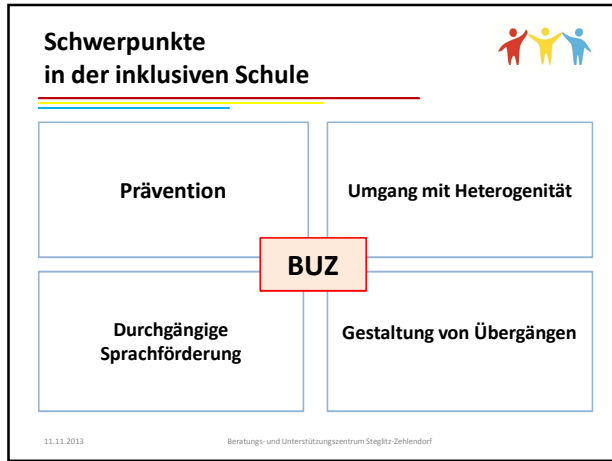 Schwerpunkte
in der inklusiven Schule
Prävention
Umgang mit Heterogenität
BUZ
Durchgängige
Sprachförderung
Gestaltung von Übergängen
11.11.2013
Beratungs- und Unterstützungszentrum Steglitz-Zehlendorf